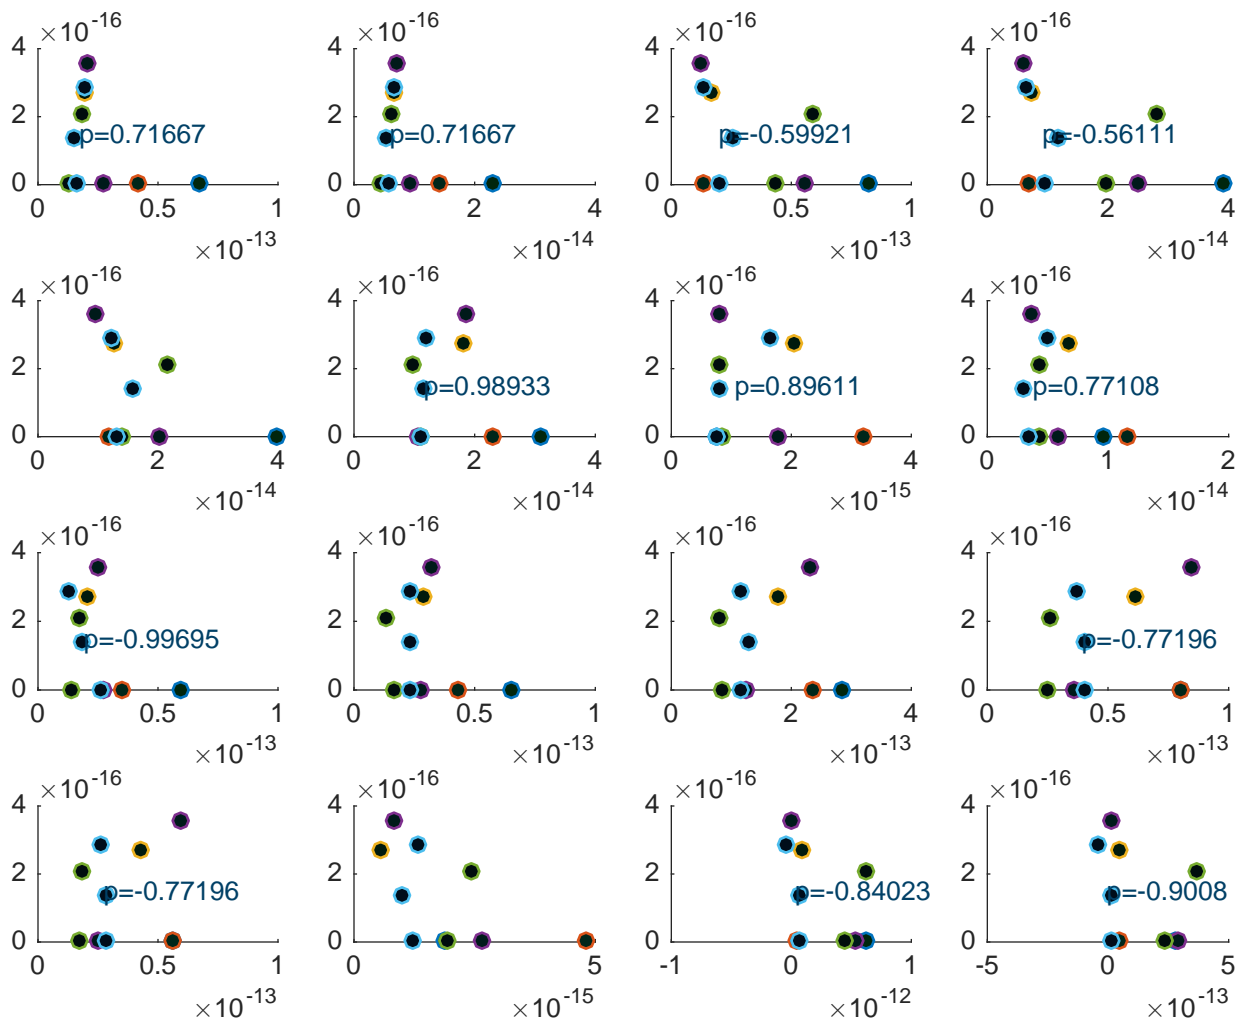 ×10-16 ×10-16 ×10-16 ×10-16
4 4 4 4
2 2 2 2
p=0.71667 p=0.71667 p=-0.59921 p=-0.56111
0 0 0 0
0 0.5 1 0 2 4 0 0.5 1 0 2 4
×10-13 ×10-14 ×10-13 ×10-14
×10-16 ×10-16 ×10-16 ×10-16
4 4 4 4
2 2 2 2
p=0.98933 p=0.89611 p=0.77108
0 0 0 0
0 2 4 0 2 4 0 2 4 0 1 2
×10-14 ×10-14 ×10-15 ×10-14
×10-16 ×10-16 ×10-16 ×10-16
4 4 4 4
2 2 2 2
p=-0.99695 p=-0.77196
0 0 0 0
0 0.5 1 0 0.5 1 0 2 4 0 0.5 1
×10-13 ×10-13 ×10-13 ×10-13
×10-16 ×10-16 ×10-16 ×10-16
4 4 4 4
2 2 2 2
p=-0.77196 p=-0.84023 p=-0.9008
0 0 0 0
0 0.5 1 0 5 -1 0 1 -5 0 5
×10-13 ×10-15 ×10-12 ×10-13